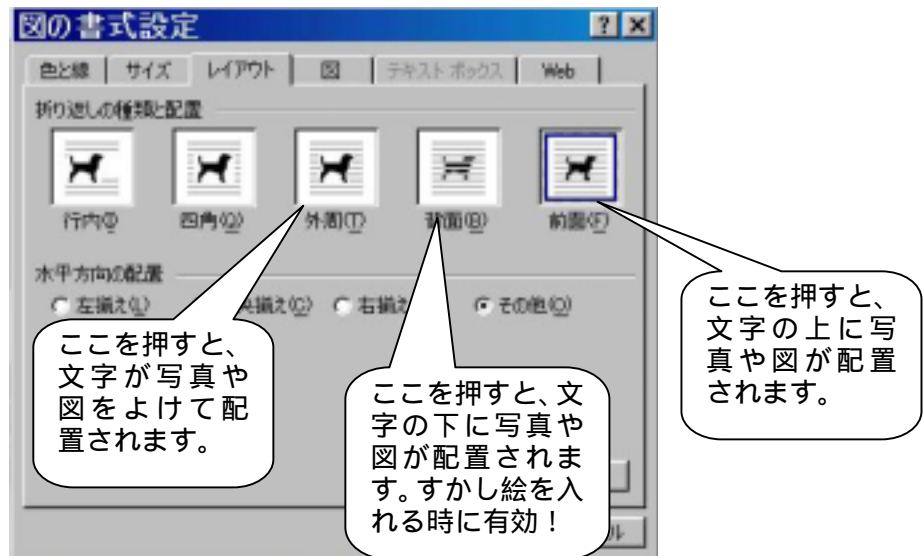 図の書式設定
色と線 サイズ レイアウト 図 テキスト ボックス Web
折り返しの種類と配置
行内(I) 四角(Q) 外周(T) 背面(B) 前面(F)
水平方向の配置
左揃え(L) 央揃え(C) 右揃え その他(O)
ここを押すと、
文字が写真や
図をよけて配
置されます。
ここを押すと、文
字の下に写真や
図が配置されま
す。すかし絵を入
れる時に有効！
ここを押すと、
文字の上に写
真や図が配置
されます。